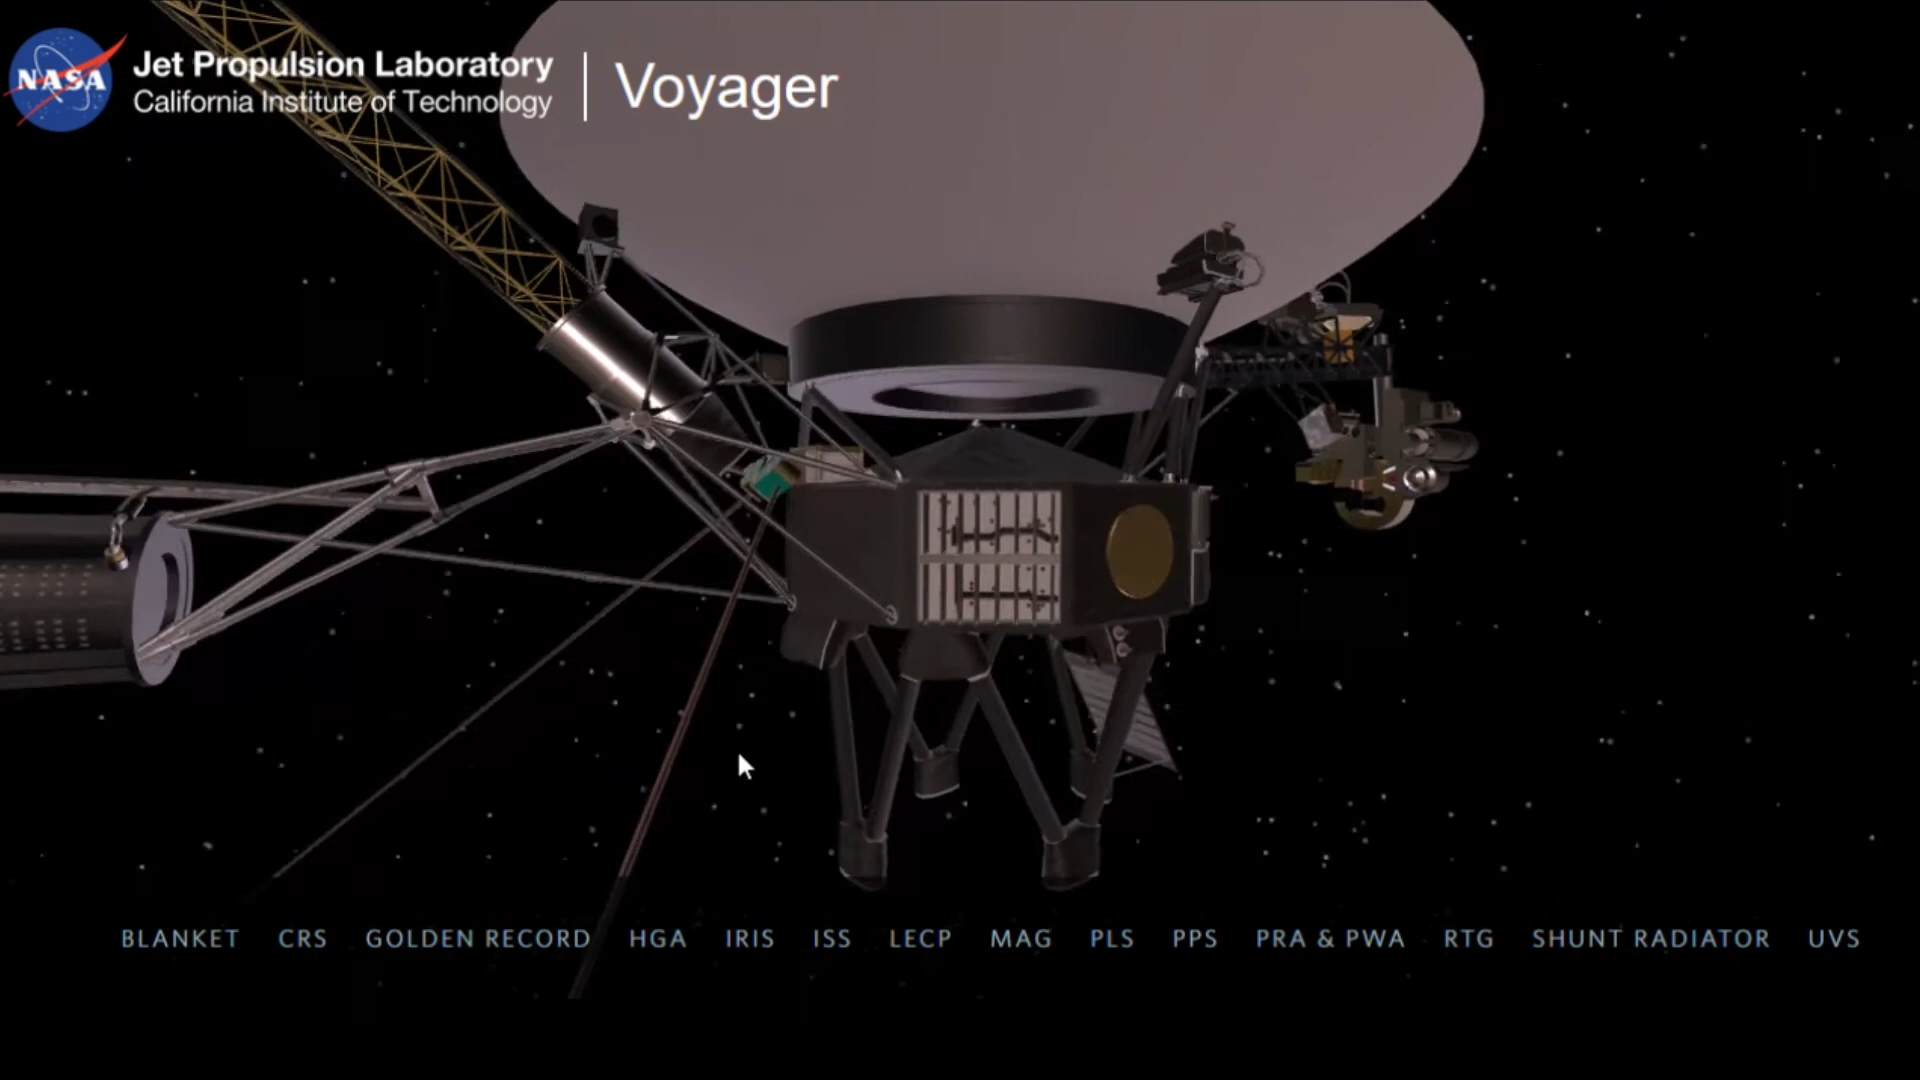 NASA
Jet Propulsion Laboratory
California Institute of Technology
Voyager
BLANKET CRS GOLDEN RECORD HGA IRIS ISS LECP MAG PLS PPS PRA & PWA RTG SHUNT RADIATOR UVS